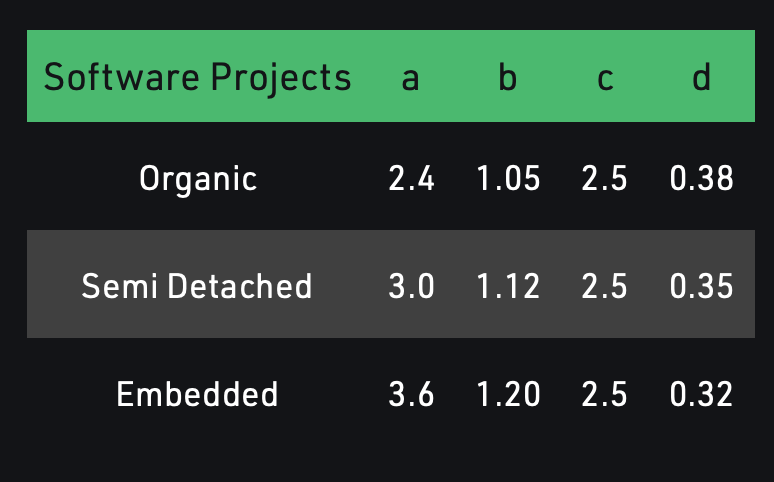 Software Projects a b c d
Organic 2.4 1.05 2.5 0.38
Semi Detached 3.0 1.12 2.5 0.35
Embedded 3.6 1.20 2.5 0.32